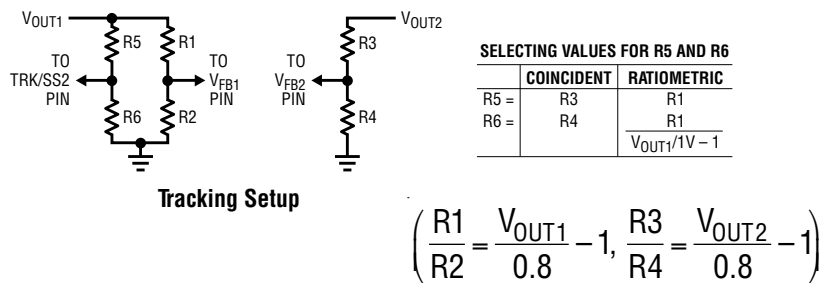 VOUT1
R5
R1
TO
TRK/SS2
PIN
TO
VFB1
PIN
R6
R2
VOUT2
R3
TO
VFB2
PIN
R4
Tracking Setup
SELECTING VALUES FOR R5 AND R6
COINCIDENT RATIOMETRIC
R5 = R3 R1
R6 = R4 R1
VOUT1/1V – 1
(R1/R2 = VOUT1/0.8 – 1, R3/R4 = VOUT2/0.8 – 1)